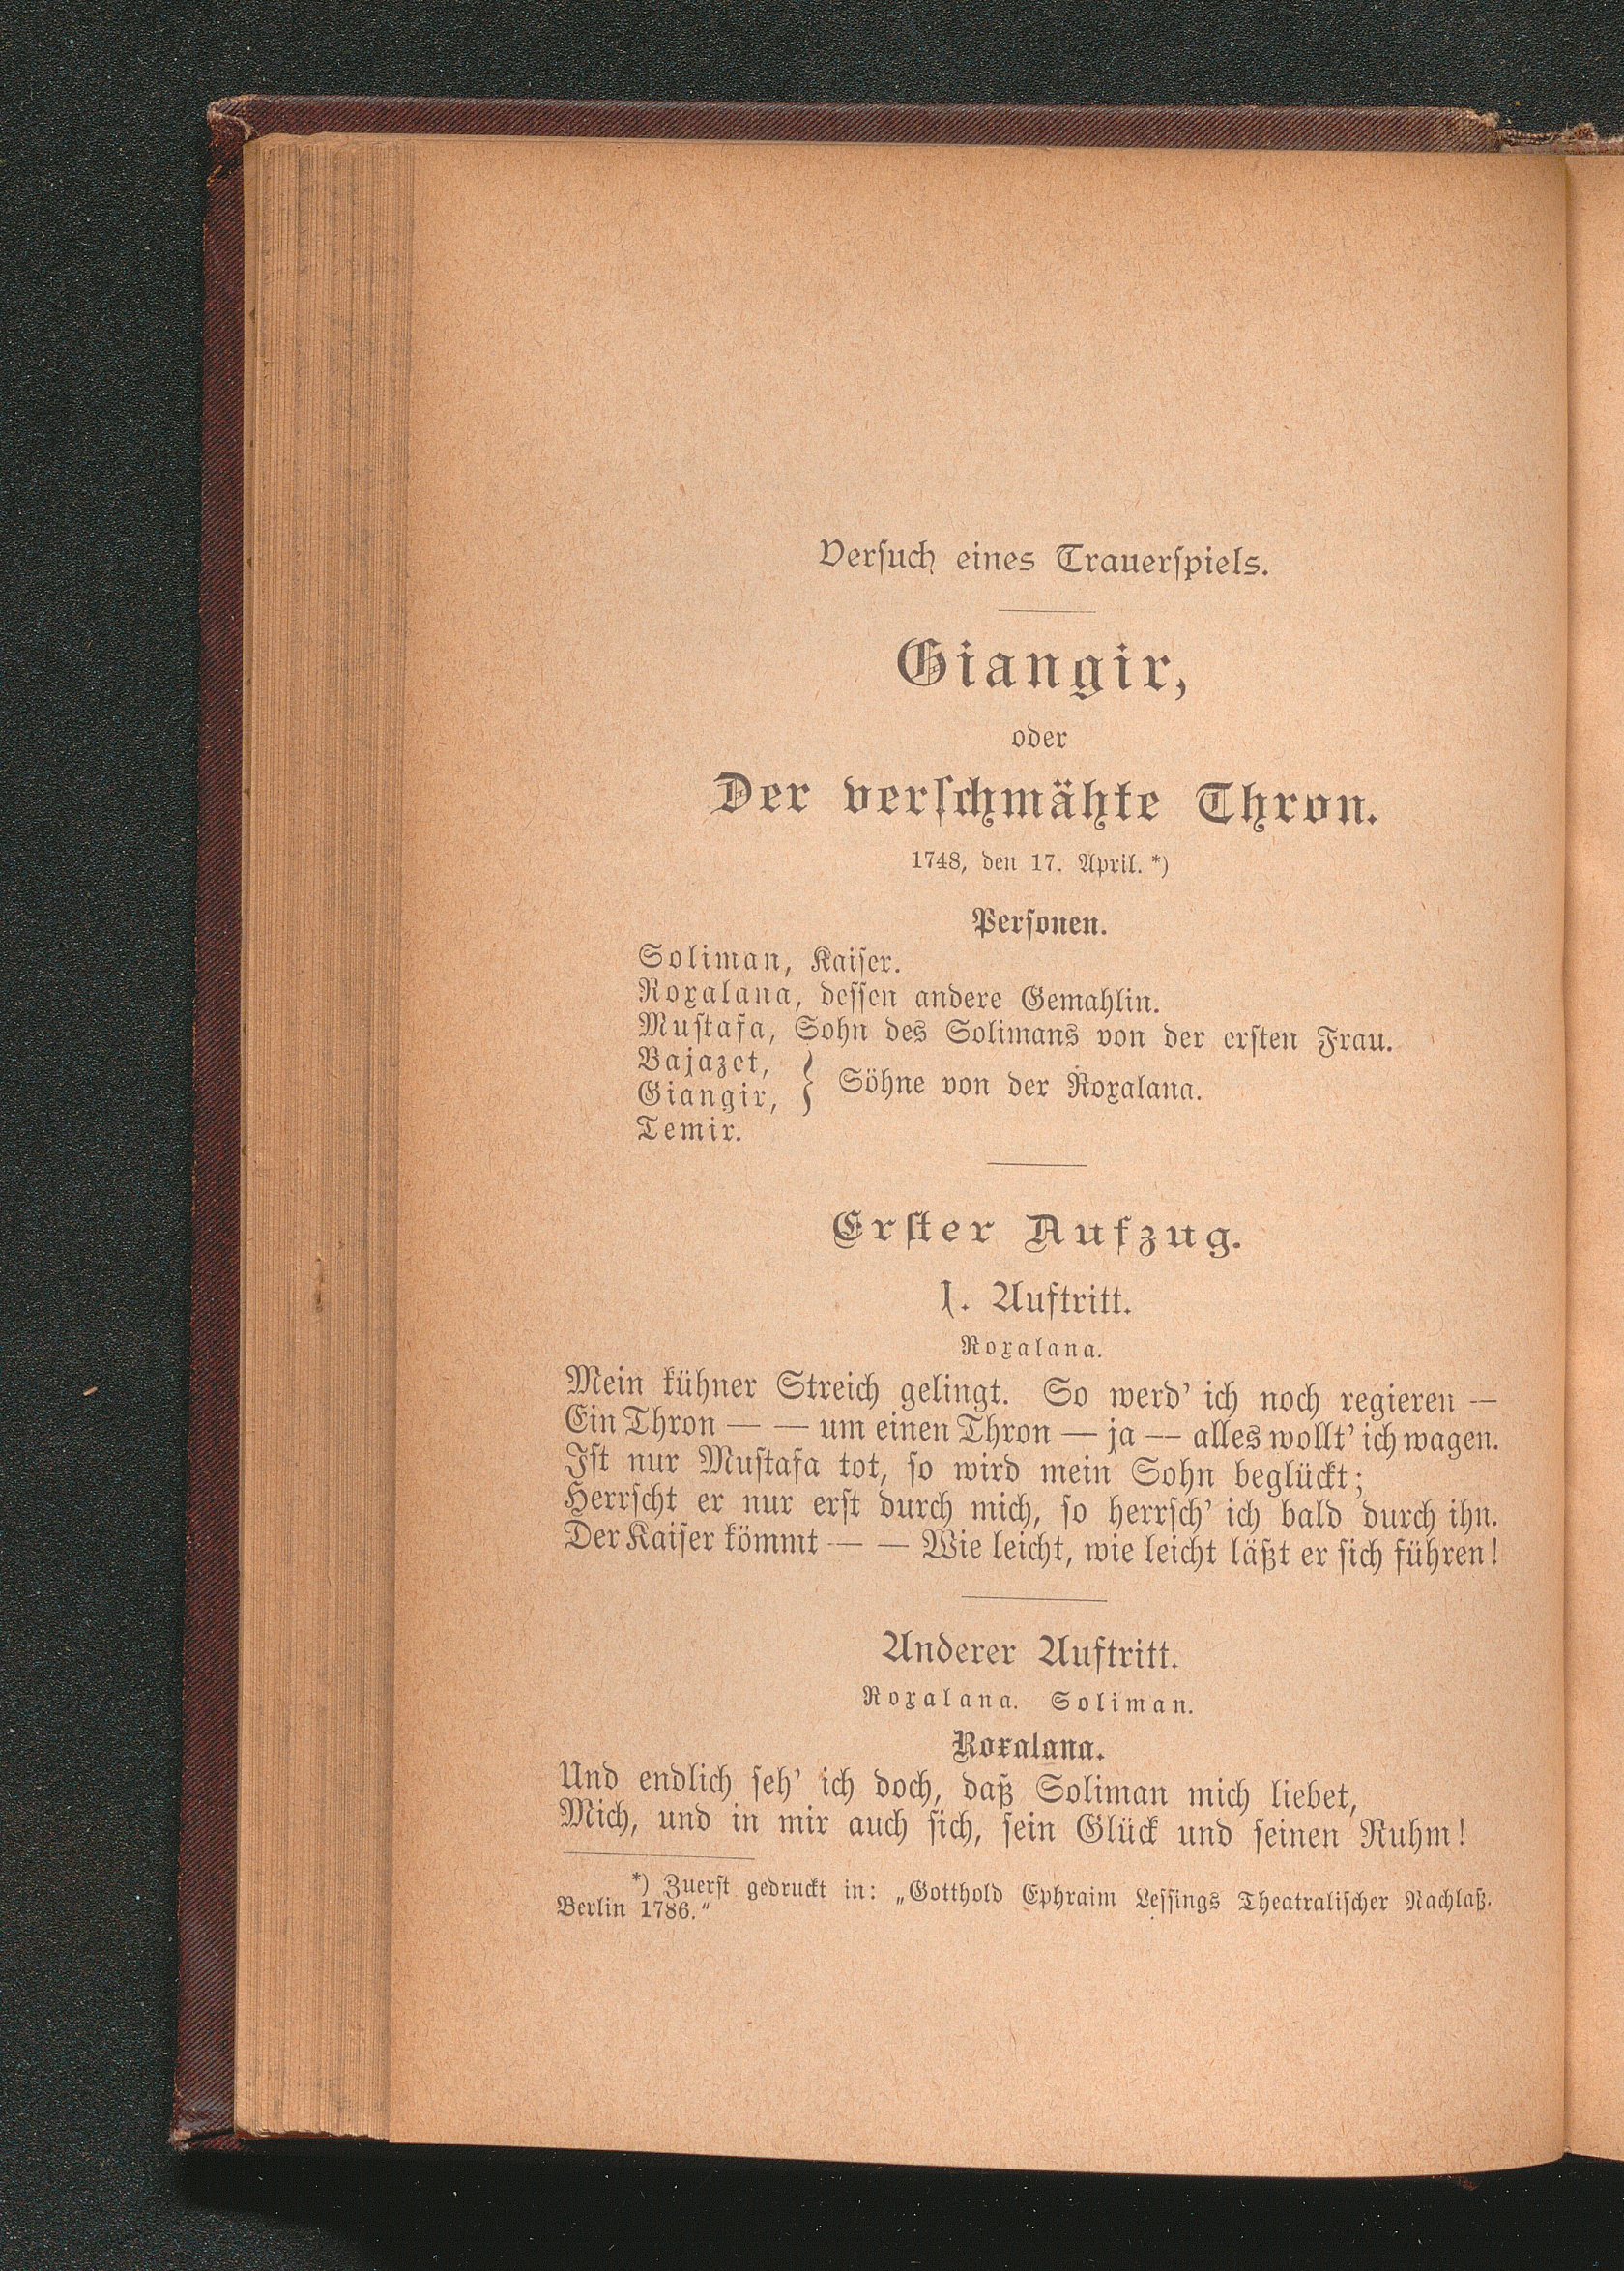 Versuch eines Trauerspiels.
Giangir,
oder
Der verschmähte Thron.
1748, den 17. April. *)
Personen.
Soliman, Kaiser.
Roxalana, dessen andere Gemahlin.
Mustafa, Sohn des Solimans von der ersten Frau.
Bajazet,
Giangir, } Söhne von der Roxalana.
Temir.
Erster Aufzug.
1. Auftritt.
Roxalana.
Mein kühner Streich gelingt. So werd' ich noch regieren —
Ein Thron — — um einen Thron — ja — alles wollt' ich wagen.
Ist nur Mustafa tot, so wird mein Sohn beglückt;
Herrscht er nur erst durch mich, so herrsch' ich bald durch ihn.
Der Kaiser kömmt — — Wie leicht, wie leicht läßt er sich führen!
Anderer Auftritt.
Roxalana. Soliman.
Roxalana.
Und endlich seh' ich doch, daß Soliman mich liebet,
Mich, und in mir auch sich, sein Glück und seinen Ruhm!
*) Zuerst gedruckt in: „Gotthold Ephraim Lessings Theatralischer Nachlaß.
Berlin 1786.“